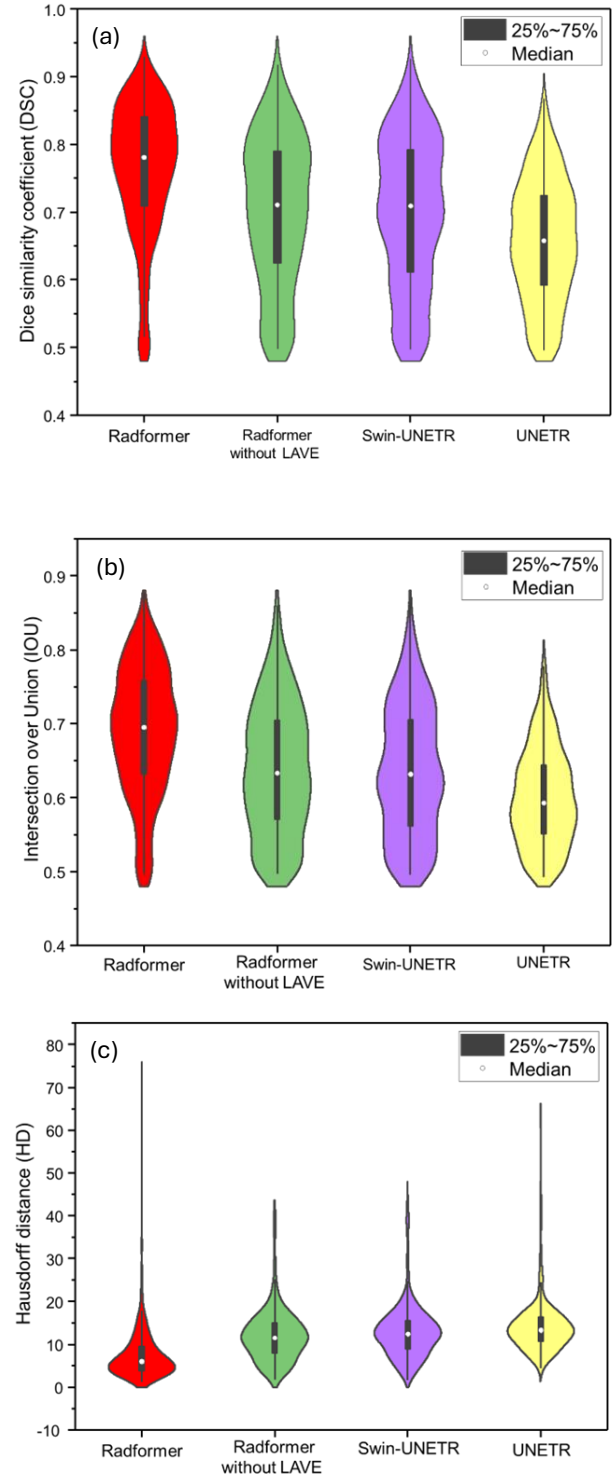 (a)
25%~75%
Median
Dice similarity coefficient (DSC)
1.0
0.9
0.8
0.7
0.6
0.5
0.4
Radformer
Radformer
without LAVE
Swin-UNETR
UNETR
(b)
25%~75%
Median
Intersection over Union (IOU)
0.9
0.8
0.7
0.6
0.5
0.4
Radformer
Radformer
without LAVE
Swin-UNETR
UNETR
(c)
25%~75%
Median
Hausdorff distance (HD)
80
70
60
50
40
30
20
10
0
-10
Radformer
Radformer
without LAVE
Swin-UNETR
UNETR